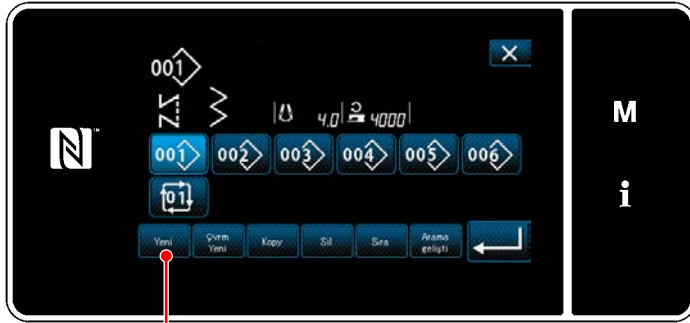 001
4.0 4000
M
001 002 003 004 005 006
i
01
Yeni Çvrm Yeni Kopy Sil Sıra Arama gelişti